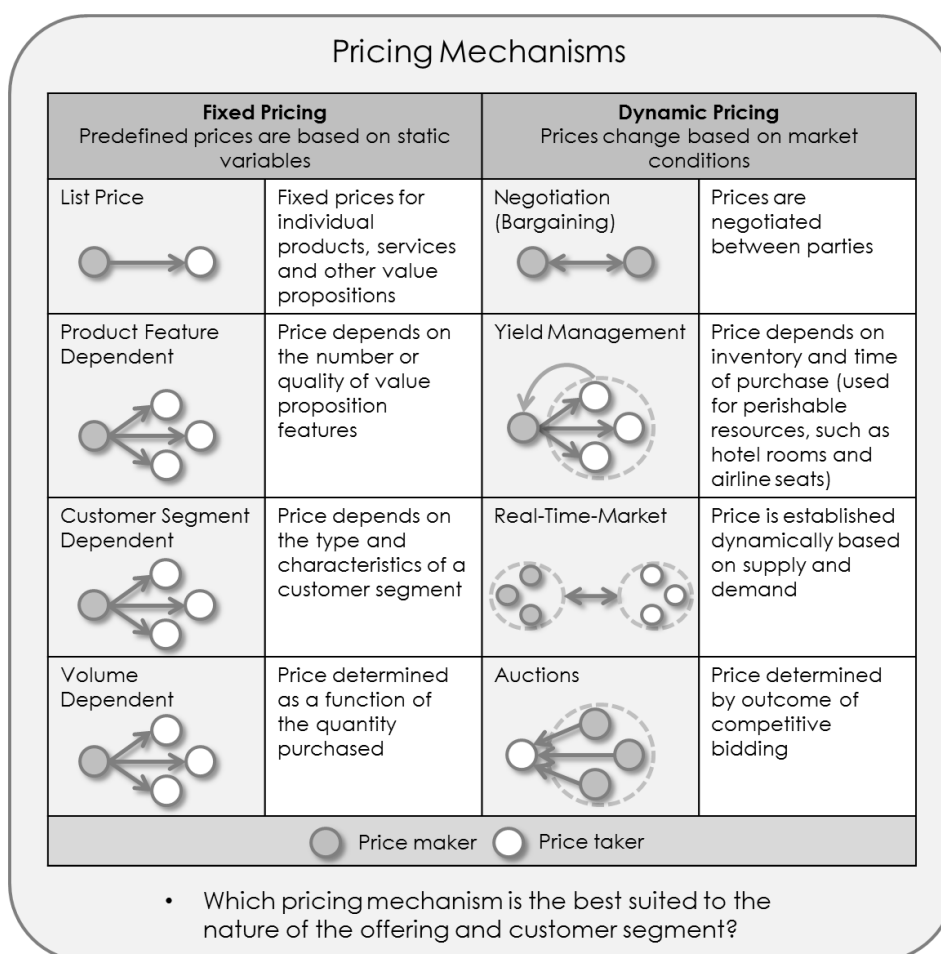 Pricing Mechanisms
Fixed Pricing
Predefined prices are based on static
variables
Dynamic Pricing
Prices change based on market
conditions
List Price
Fixed prices for
individual
products, services
and other value
propositions
Negotiation
(Bargaining)
Prices are
negotiated
between parties
Product Feature
Dependent
Price depends on
the number or
quality of value
proposition
features
Yield Management
Price depends on
inventory and time
of purchase (used
for perishable
resources, such as
hotel rooms and
airline seats)
Customer Segment
Dependent
Price depends on
the type and
characteristics of a
customer segment
Real-Time-Market
Price is established
dynamically based
on supply and
demand
Volume
Dependent
Price determined
as a function of
the quantity
purchased
Auctions
Price determined
by outcome of
competitive
bidding
Price maker
Price taker
• Which pricing mechanism is the best suited to the
nature of the offering and customer segment?